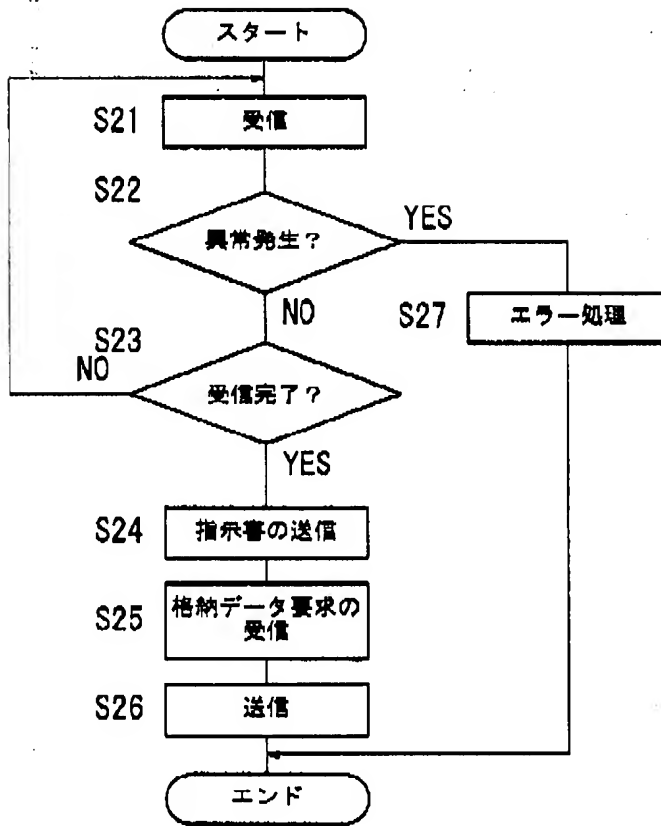 スタート
S21
受信
S22
異常発生?
YES
NO
S27
エラー処理
S23
NO
受信完了?
YES
S24
指示書の送信
S25
格納データ要求の
受信
S26
送信
エンド